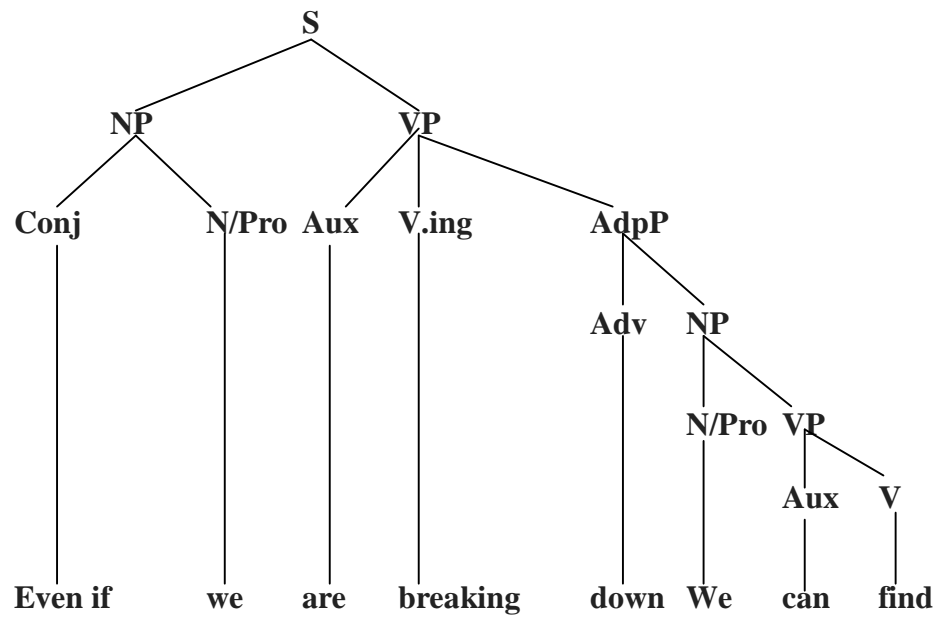 S
NP VP
Conj N/Pro Aux V.ing AdpP
Adv NP
N/Pro VP
Aux V
Even if we are breaking down We can find